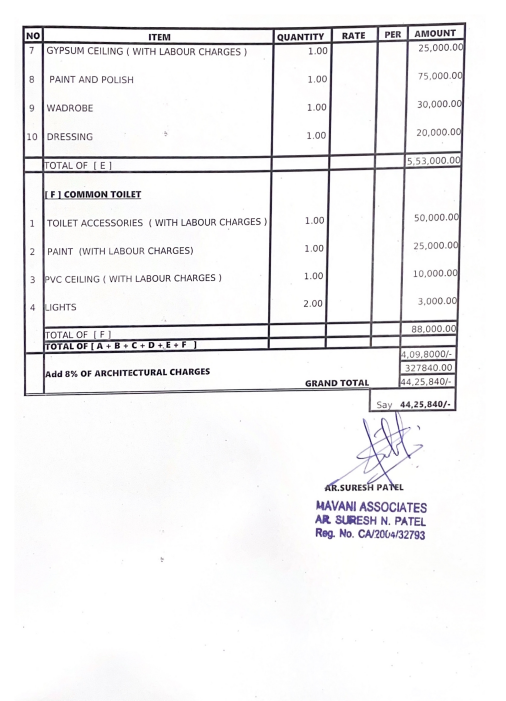 NO ITEM QUANTITY RATE PER AMOUNT
7 GYPSUM CEILING ( WITH LABOUR CHARGES ) 1.00 25,000.00
8 PAINT AND POLISH 1.00 75,000.00
9 WADROBE 1.00 30,000.00
10 DRESSING 1.00 20,000.00
TOTAL OF [ E ] 5,53,000.00
[ F ] COMMON TOILET
1 TOILET ACCESSORIES ( WITH LABOUR CHARGES ) 1.00 50,000.00
2 PAINT (WITH LABOUR CHARGES) 1.00 25,000.00
3 PVC CEILING ( WITH LABOUR CHARGES ) 1.00 10,000.00
4 LIGHTS 2.00 3,000.00
TOTAL OF [ F ] 88,000.00
TOTAL OF [ A + B + C + D + E + F ]
4,09,8000/-
Add 8% OF ARCHITECTURAL CHARGES 327840.00
GRAND TOTAL 44,25,840/-
Say 44,25,840/-
AR.SURESH PATEL
MAVANI ASSOCIATES
AR. SURESH N. PATEL
Reg. No. CA/2004/32793